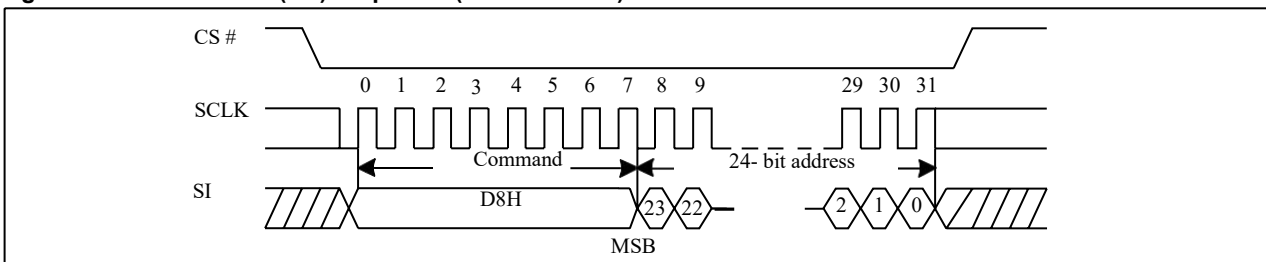 CS #
0 1 2 3 4 5 6 7 8 9 29 30 31
SCLK
Command 24- bit address
SI
D8H 23 22 2 1 0
MSB